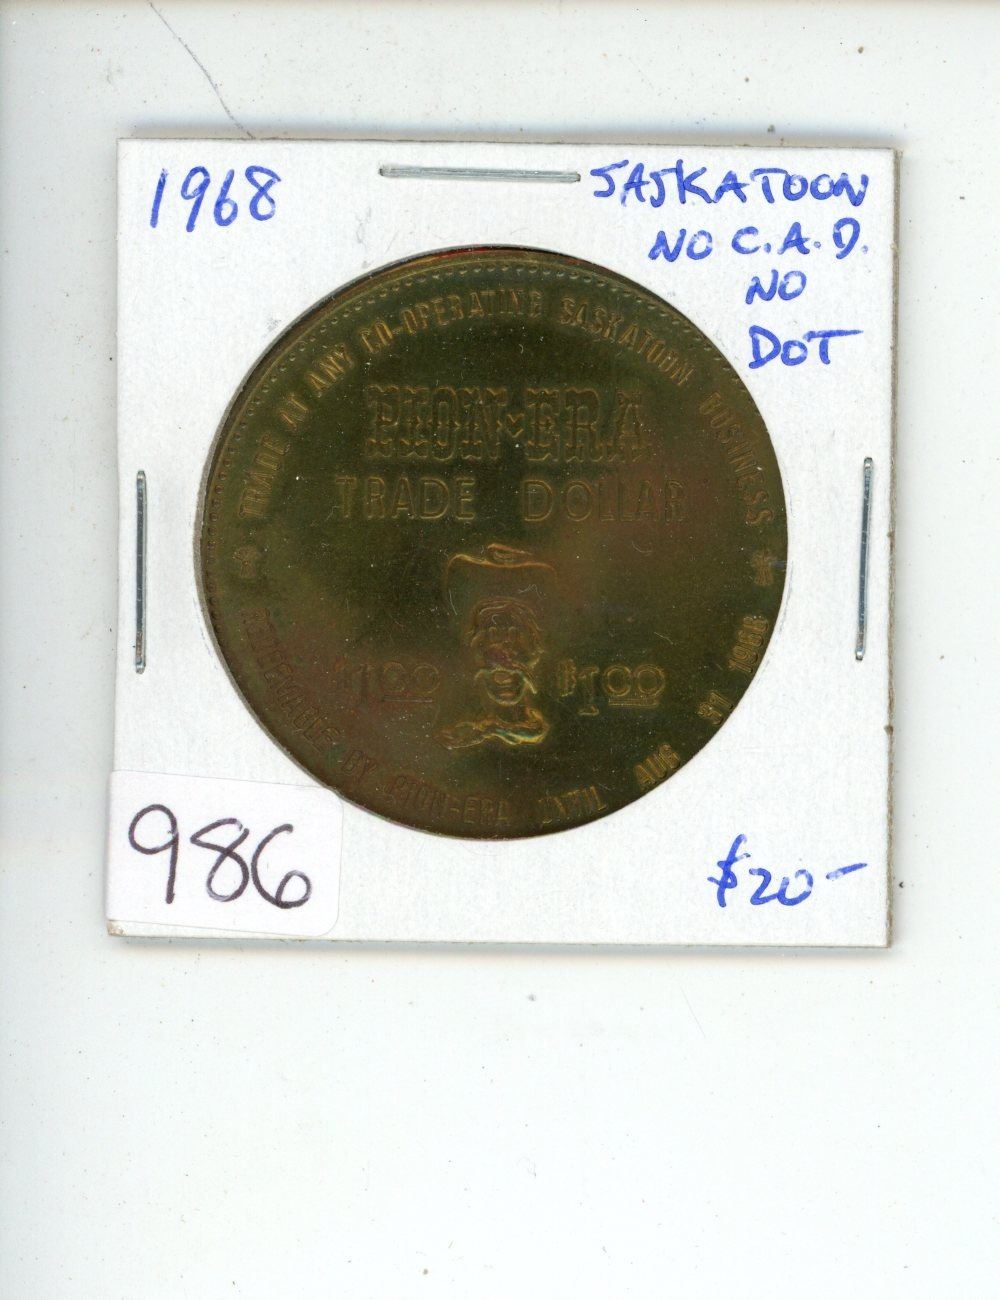 1968
SASKATOON
NO C.A.D.
NO
DOT
TRADE AT ANY CO-OPERATING SASKATOON BUSINESS
PION-ERA
TRADE DOLLAR
$1.00 $1.00
REDEEMABLE BY PION-ERA UNTIL AUG 31 1968
986
$20-